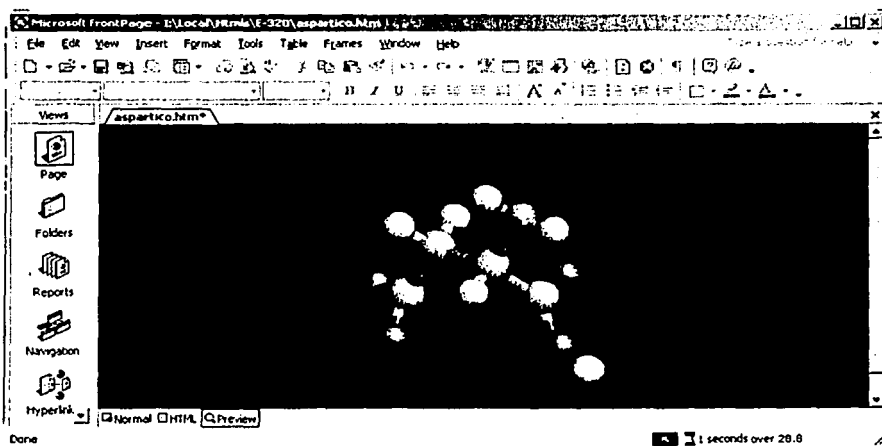 Microsoft FrontPage - E:\Local\Htmls\E-320\aspartico.htm
File Edit View Insert Format Tools Table Frames Window Help
Views
aspartico.htm*
Page
Folders
Reports
Navigation
Hyperlink
Normal HTML Preview
Done
1 seconds over 28.8